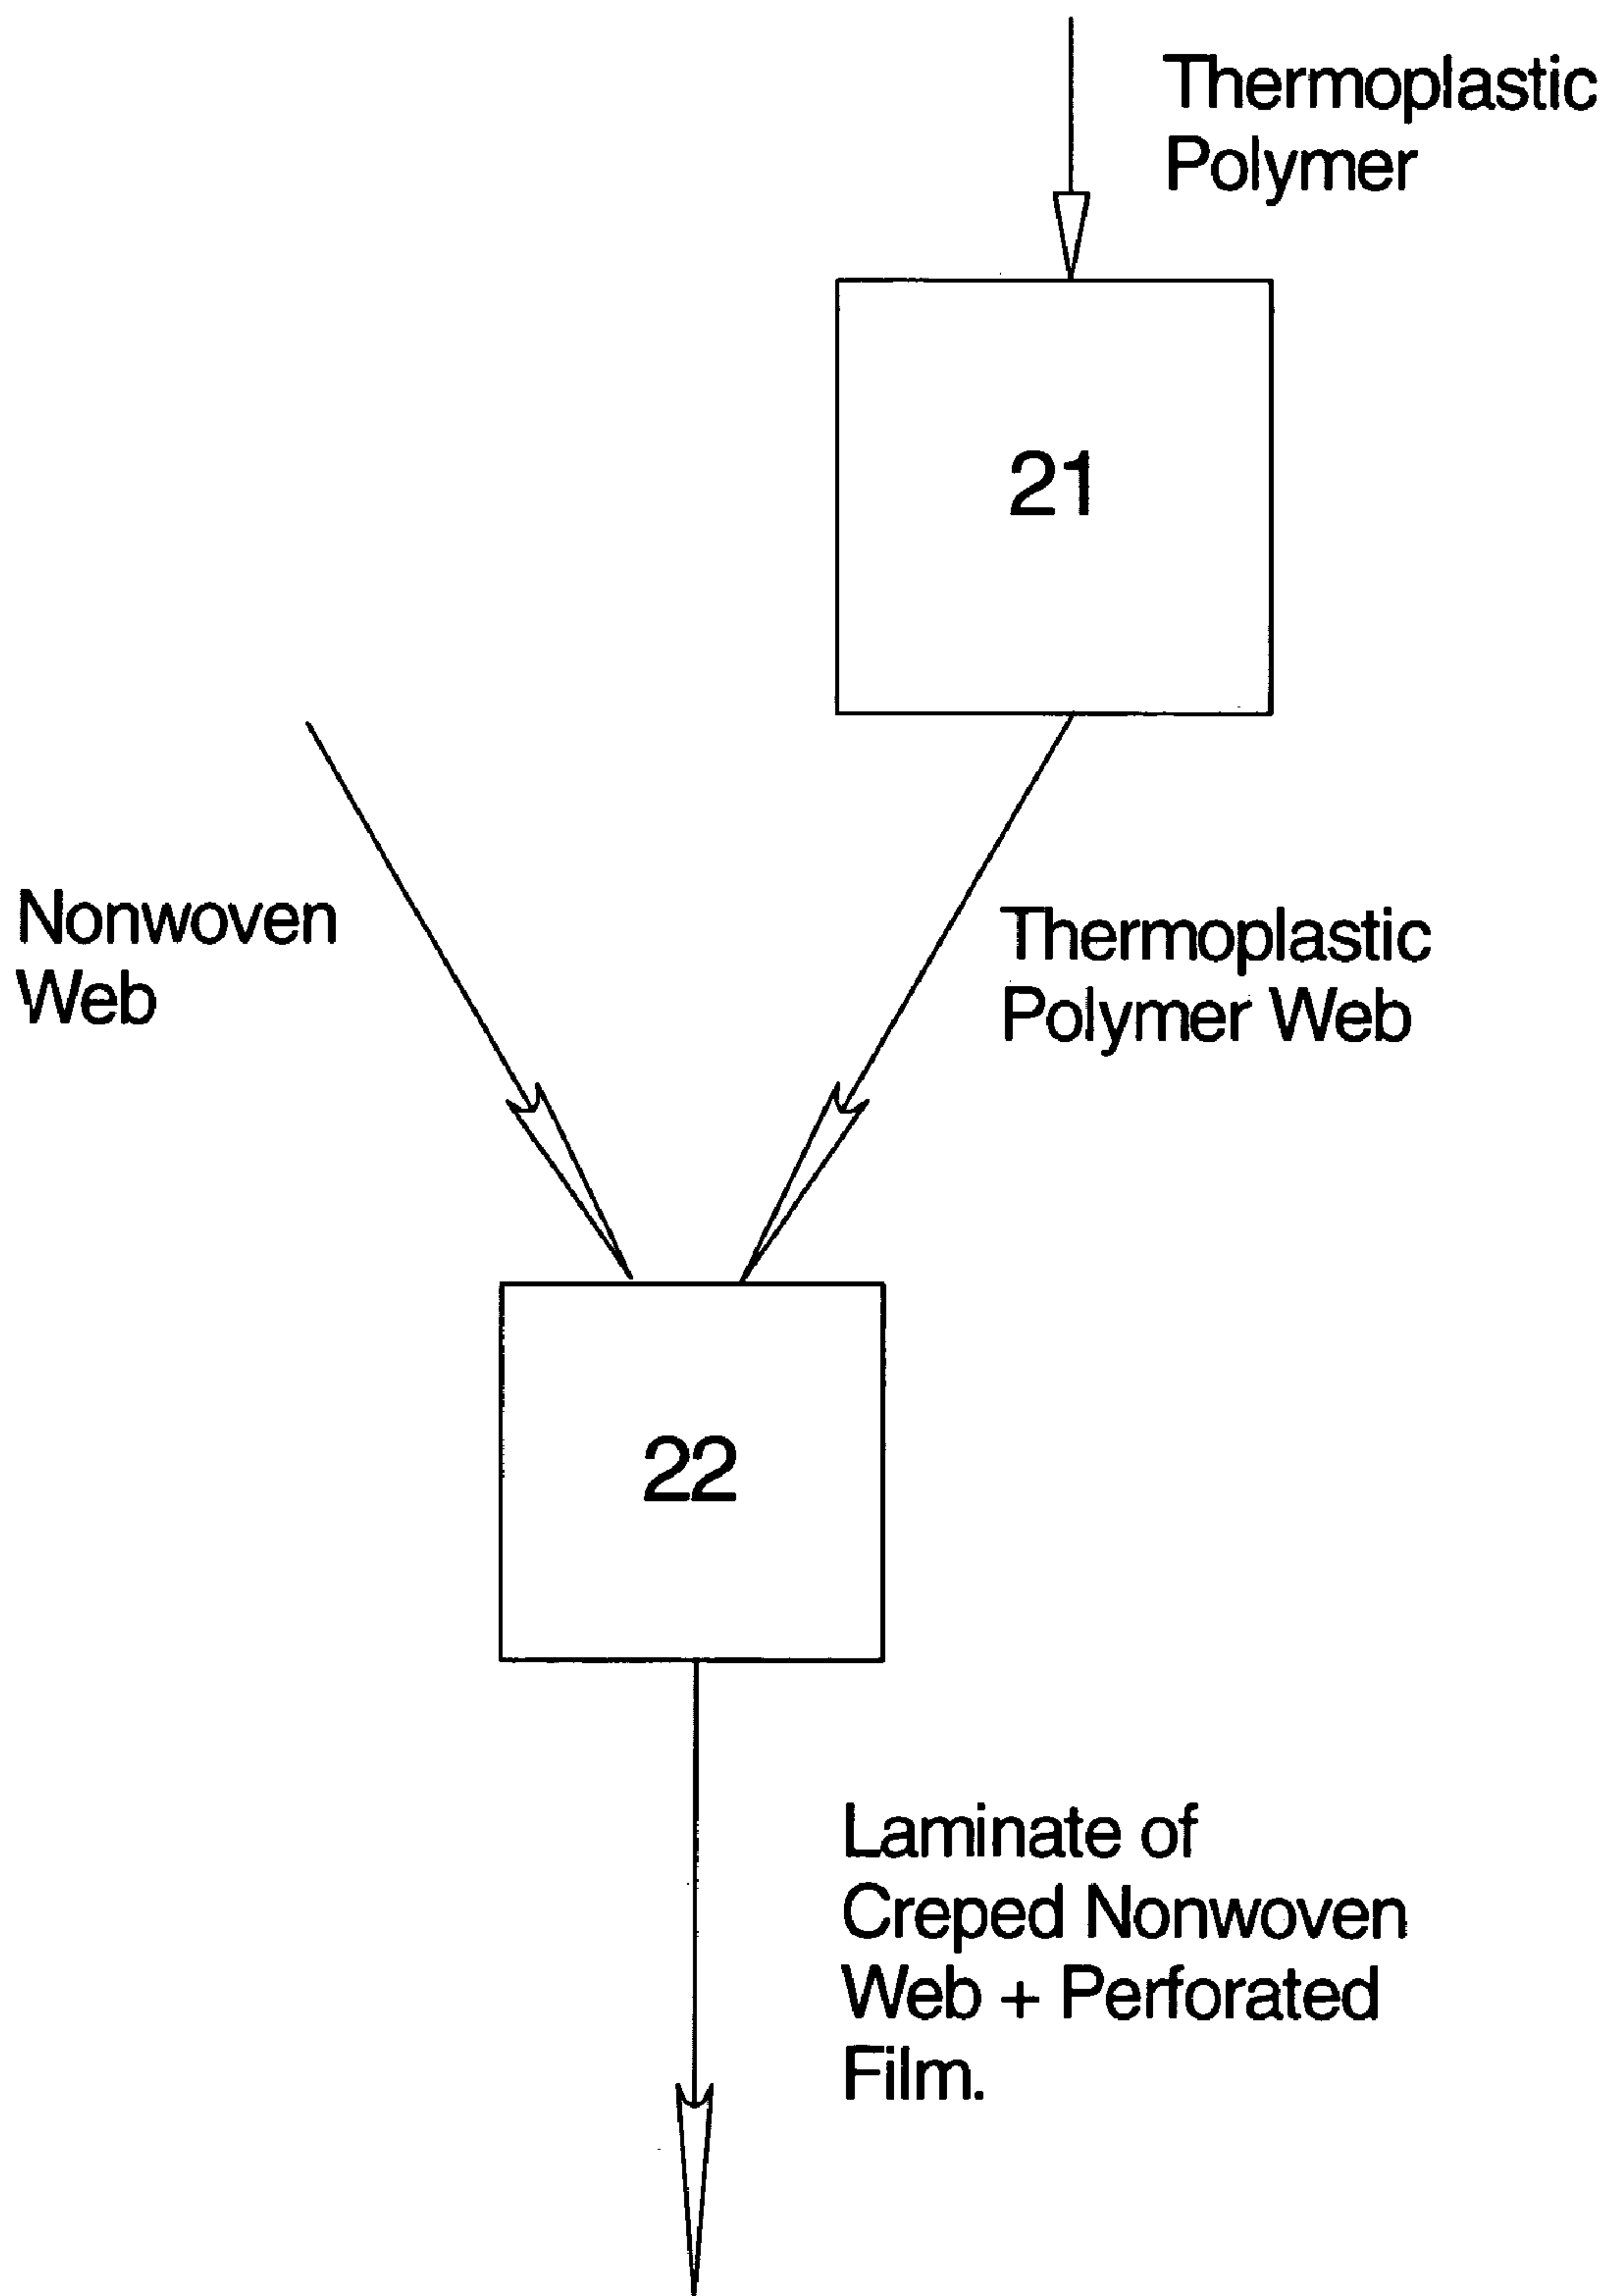 Thermoplastic
Polymer
21
Nonwoven
Web
Thermoplastic
Polymer Web
22
Laminate of
Creped Nonwoven
Web + Perforated
Film.